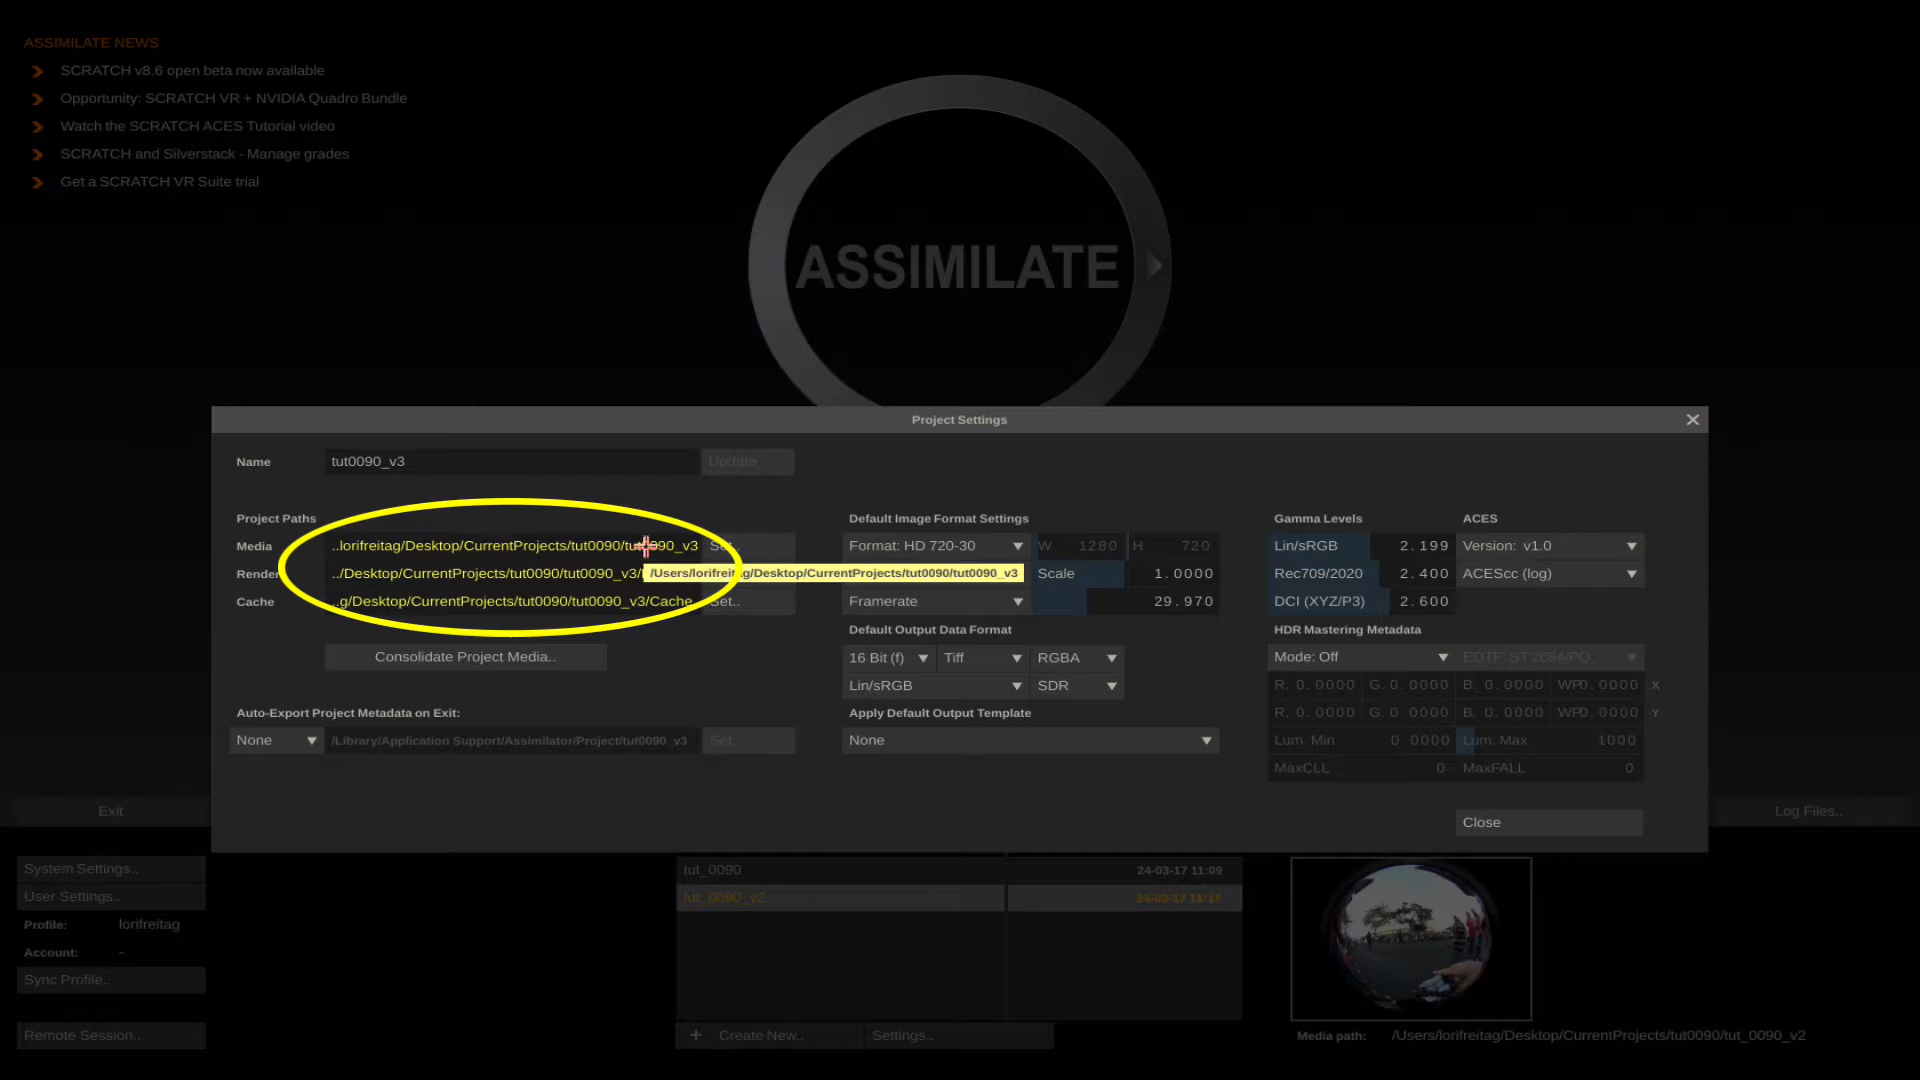 ASSIMILATE NEWS
SCRATCH v8.6 open beta now available
Opportunity: SCRATCH VR + NVIDIA Quadro Bundle
Watch the SCRATCH ACES Tutorial video
SCRATCH and Silverstack - Manage grades
Get a SCRATCH VR Suite trial
ASSIMILATE
Project Settings
Name tut0090_v3 Update
Project Paths
Media ..lorifreitag/Desktop/CurrentProjects/tut0090/tut0090_v3
Render ../Desktop/CurrentProjects/tut0090/tut0090_v3/
/Users/lorifreitag/Desktop/CurrentProjects/tut0090/tut0090_v3
Cache ..g/Desktop/CurrentProjects/tut0090/tut0090_v3/Cache Set..
Consolidate Project Media..
Auto-Export Project Metadata on Exit:
None /Library/Application Support/Assimilator/Project/tut0090_v3 Set
Default Image Format Settings
Format: HD 720-30 W 1280 H 720
Scale 1.0000
Framerate 29.970
Default Output Data Format
16 Bit (f) Tiff RGBA
Lin/sRGB SDR
Apply Default Output Template
None
Gamma Levels ACES
Lin/sRGB 2.199 Version: v1.0
Rec709/2020 2.400 ACEScc (log)
DCI (XYZ/P3) 2.600
HDR Mastering Metadata
Mode: Off EOTF: ST 2084/PQ
R. 0.0000 G. 0.0000 B. 0.0000 WP0.0000 X
R. 0.0000 G. 0.0000 B. 0.0000 WP0.0000 Y
Lum. Min 0 0000 Lum. Max 1000
MaxCLL 0 MaxFALL 0
Close
Exit
Log Files..
System Settings..
User Settings..
Profile: lorifreitag
Account: -
Sync Profile..
Remote Session..
tut_0090 24-03-17 11:09
tut_0090_v2 24-03-17 11:17
+ Create New.. Settings..
Media path: /Users/lorifreitag/Desktop/CurrentProjects/tut0090/tut_0090_v2